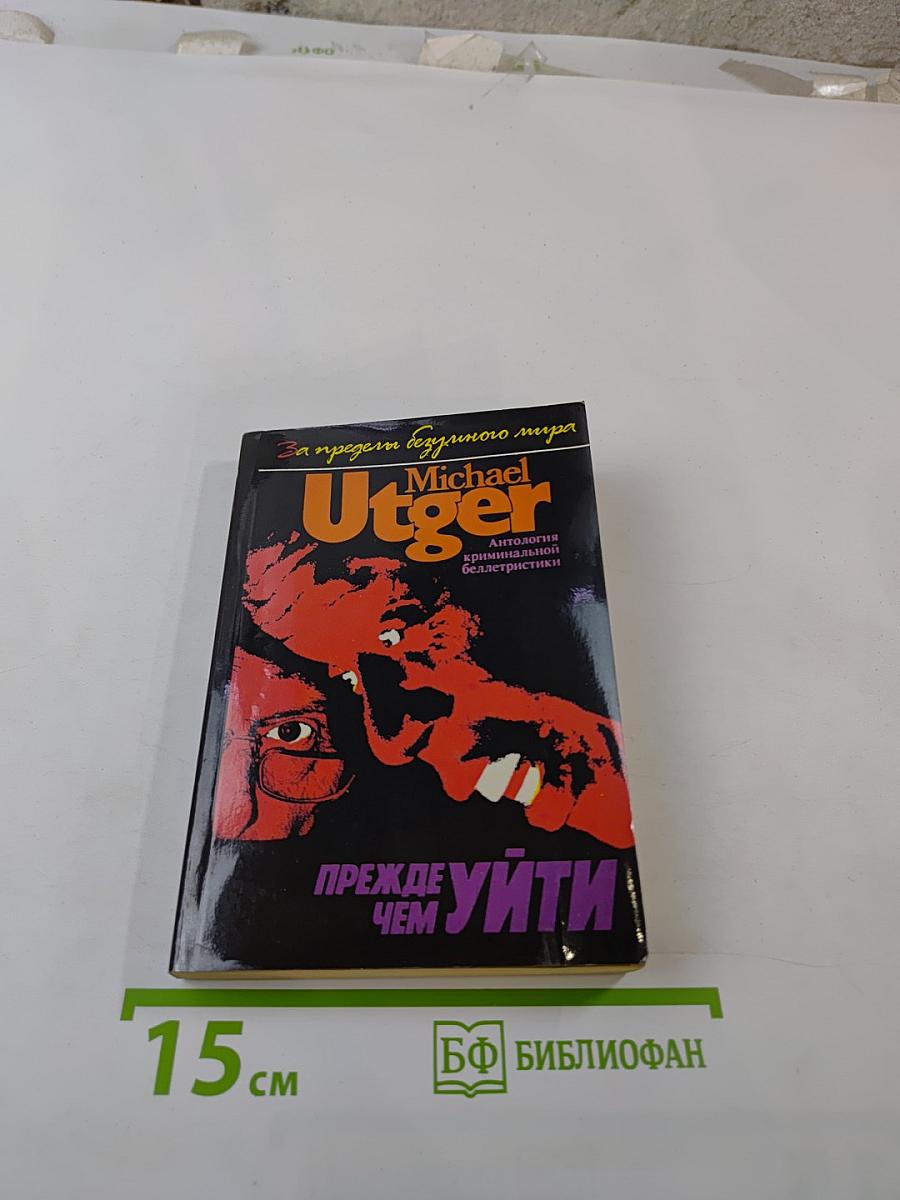 За пределы безумного мира
Michael
Utger
Антология
криминальной
беллетристики
ПРЕЖДЕ
ЧЕМ
УЙТИ
15 см
БФ БИБЛИОФАН